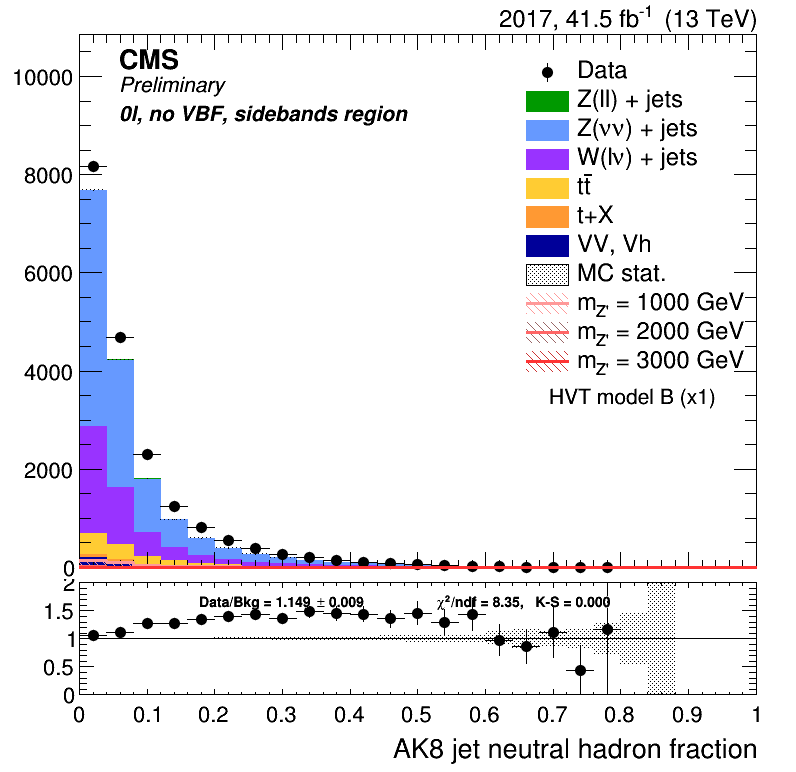 2017, 41.5 fb⁻¹ (13 TeV)
CMS
Preliminary
0l, no VBF, sidebands region
10000
8000
6000
4000
2000
0
Data
Z(ll) + jets
Z(νν) + jets
W(lν) + jets
tt̄
t+X
VV, Vh
MC stat.
m_Z' = 1000 GeV
m_Z' = 2000 GeV
m_Z' = 3000 GeV
HVT model B (x1)
2
1.5
1
0.5
0
Data/Bkg = 1.149 ± 0.009
χ²/ndf = 8.35, K-S = 0.000
0 0.1 0.2 0.3 0.4 0.5 0.6 0.7 0.8 0.9 1
AK8 jet neutral hadron fraction